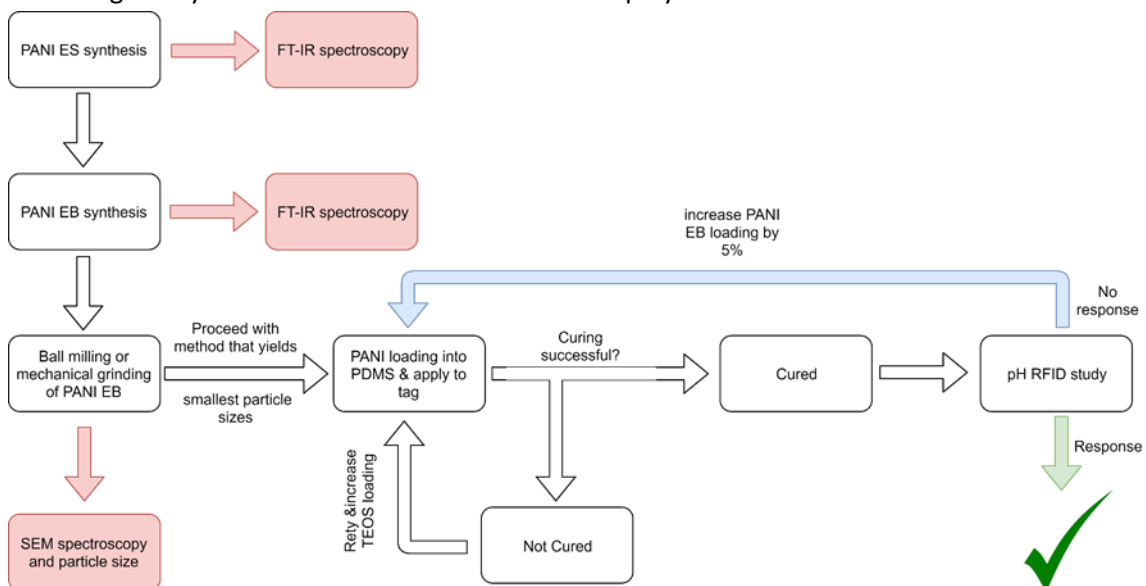 PANI ES synthesis
FT-IR spectroscopy
PANI EB synthesis
FT-IR spectroscopy
increase PANI
EB loading by
5%
No
response
Proceed with
method that yields
smallest particle
sizes
Curing
successful?
Ball milling or
mechanical grinding
of PANI EB
PANI loading into
PDMS & apply to
tag
Cured
pH RFID study
Response
Rety &increase
TEOS loading
Not Cured
SEM spectroscopy
and particle size